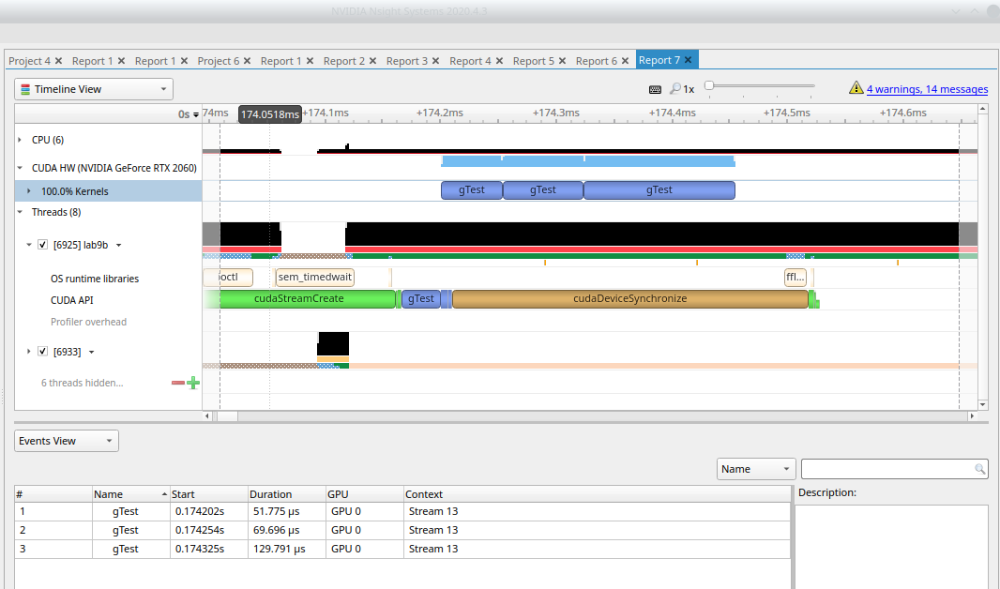 NVIDIA Nsight Systems 2020.4.3
Project 4 Report 1 Report 1 Project 6 Report 1 Report 2 Report 3 Report 4 Report 5 Report 6 Report 7
Timeline View 1x 4 warnings, 14 messages
0s 74ms 174.0518ms +174.1ms +174.2ms +174.3ms +174.4ms +174.5ms +174.6ms
CPU (6)
CUDA HW (NVIDIA GeForce RTX 2060)
100.0% Kernels gTest gTest gTest
Threads (8)
[6925] lab9b
OS runtime libraries octl sem_timedwait ffl...
CUDA API cudaStreamCreate gTest cudaDeviceSynchronize
Profiler overhead
[6933]
6 threads hidden...
Events View
Name
# Name Start Duration GPU Context Description:
1 gTest 0.174202s 51.775 μs GPU 0 Stream 13
2 gTest 0.174254s 69.696 μs GPU 0 Stream 13
3 gTest 0.174325s 129.791 μs GPU 0 Stream 13